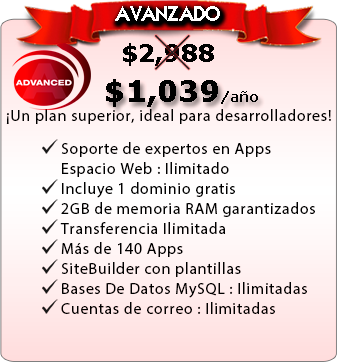 AVANZADO
$2,988
ADVANCED
$1,039/año
¡Un plan superior, ideal para desarrolladores!
Soporte de expertos en Apps
Espacio Web : Ilimitado
Incluye 1 dominio gratis
2GB de memoria RAM garantizados
Transferencia Ilimitada
Más de 140 Apps
SiteBuilder con plantillas
Bases De Datos MySQL : Ilimitadas
Cuentas de correo : Ilimitadas